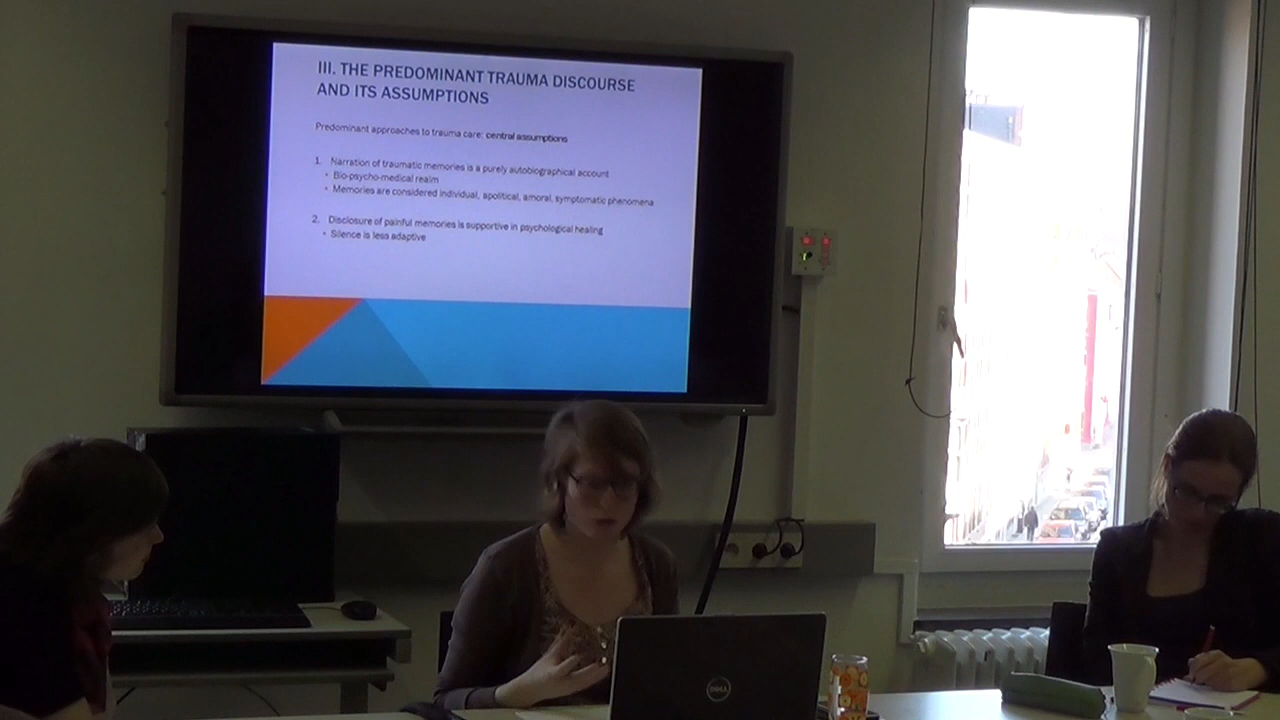 III. THE PREDOMINANT TRAUMA DISCOURSE
AND ITS ASSUMPTIONS
Predominant approaches to trauma care: central assumptions
1. Narration of traumatic memories is a purely autobiographical account
• Bio-psycho-medical realm
• Memories are considered individual, apolitical, amoral, symptomatic phenomena
2. Disclosure of painful memories is supportive in psychological healing
• Silence is less adaptive
DELL